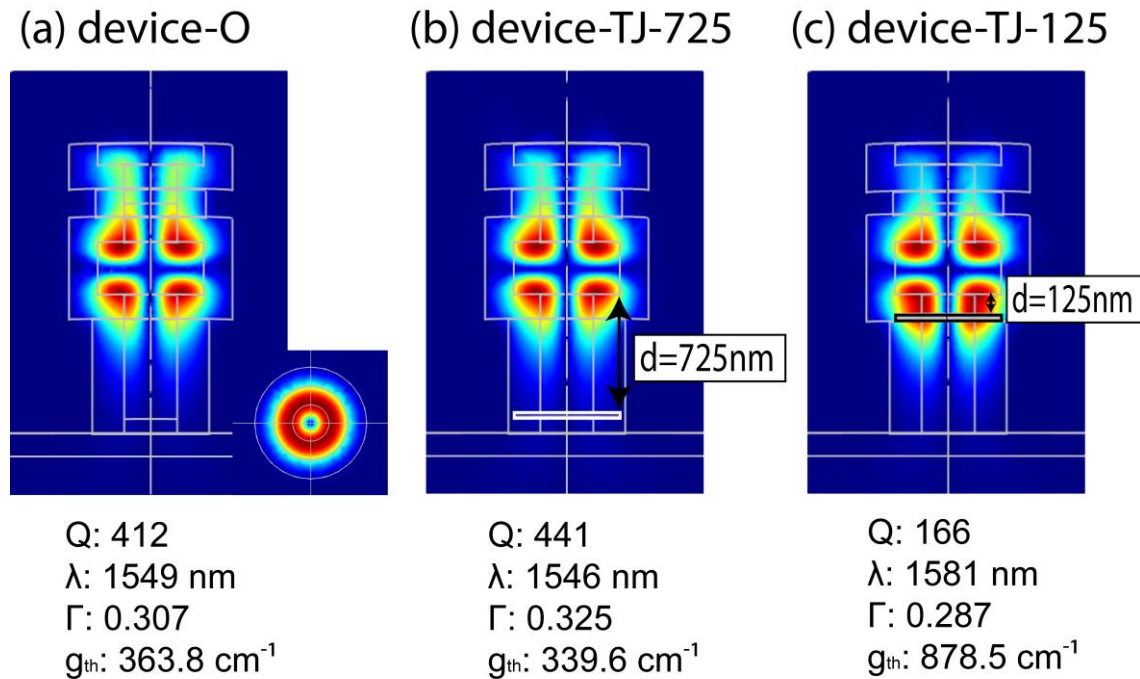 (a) device-O
(b) device-TJ-725
(c) device-TJ-125
d=725nm
d=125nm
Q: 412
λ: 1549 nm
Γ: 0.307
gth: 363.8 cm-1
Q: 441
λ: 1546 nm
Γ: 0.325
gth: 339.6 cm-1
Q: 166
λ: 1581 nm
Γ: 0.287
gth: 878.5 cm-1